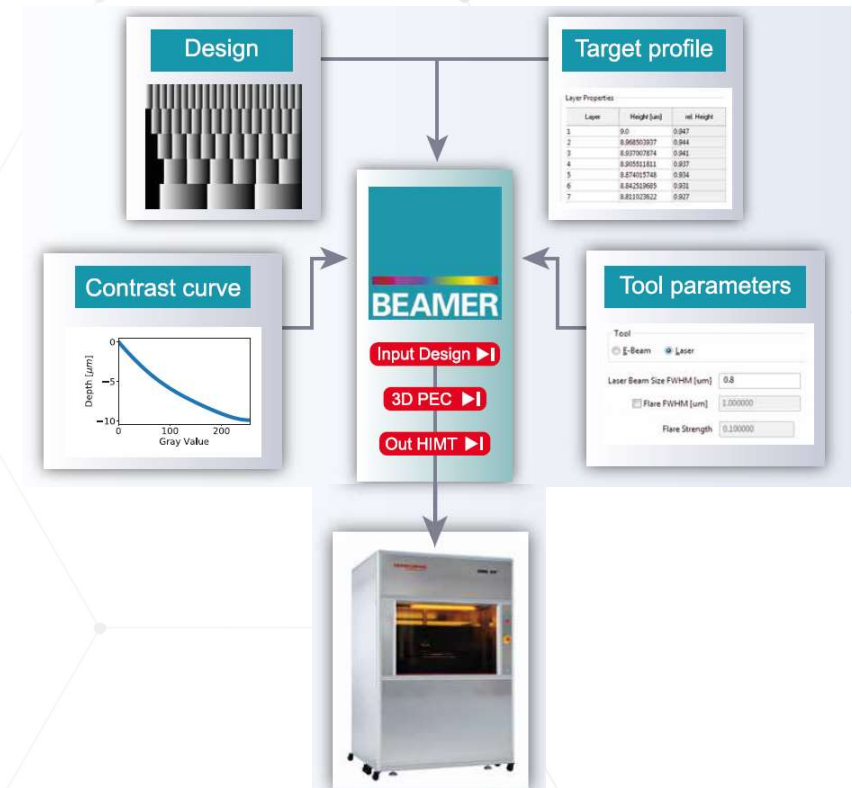 Design
Target profile
Layer Properties
Layer Height [um] rel. Height
1 9.0 0.947
2 8.968503937 0.944
3 8.937007874 0.941
4 8.905511811 0.937
5 8.874015748 0.934
6 8.842519685 0.931
7 8.811023622 0.927
Contrast curve
Depth [μm]
0
−5
−10
0 100 200
Gray Value
BEAMER
Input Design
3D PEC
Out HIMT
Tool parameters
Tool
E-Beam Laser
Laser Beam Size FWHM [um] 0.8
Flare FWHM [um] 1.000000
Flare Strength 0.100000